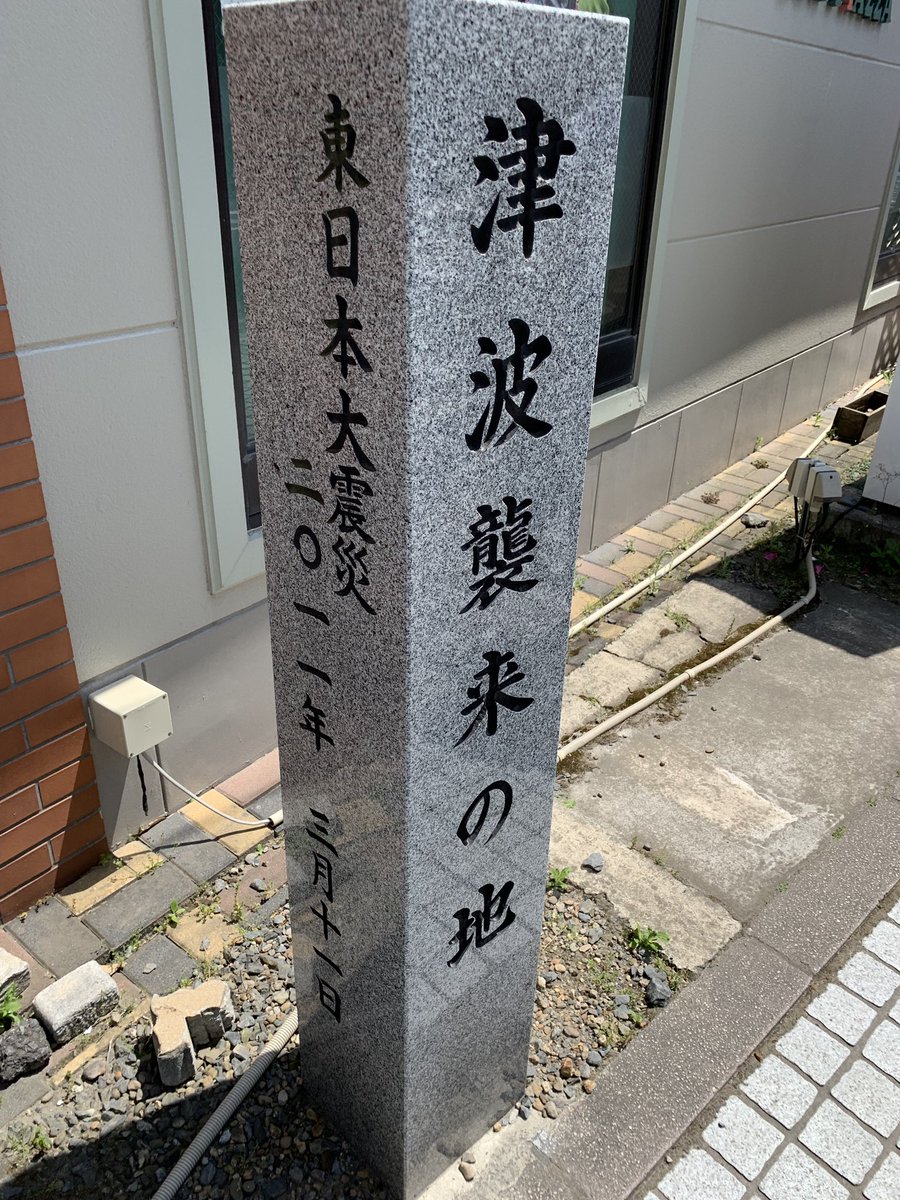 津波襲来の地
東日本大震災
二〇一一年 三月十一日